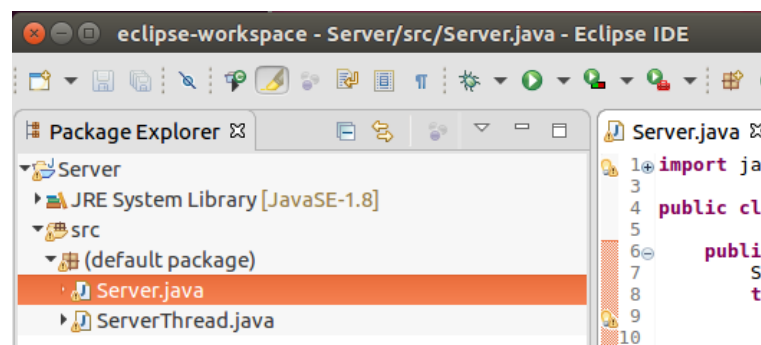 eclipse-workspace - Server/src/Server.java - Eclipse IDE
Package Explorer
Server.java
Server
JRE System Library [JavaSE-1.8]
src
(default package)
Server.java
ServerThread.java
1 import ja
3
4 public cl
5
6 publi
7 S
8 t
9
10